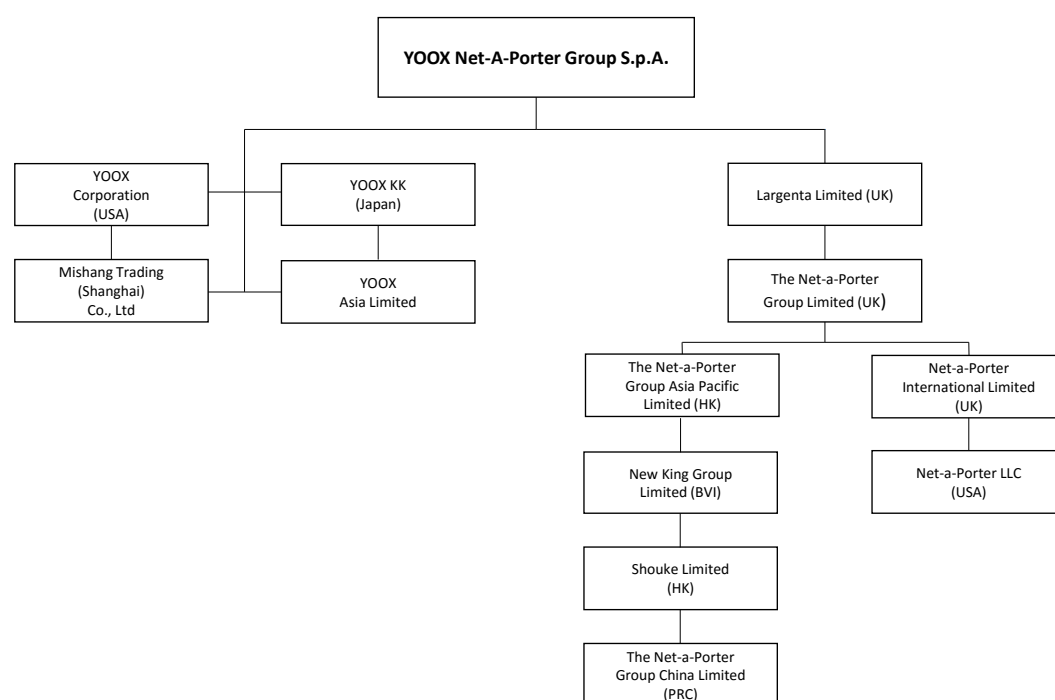 YOOX Net-A-Porter Group S.p.A.
YOOX
Corporation
(USA)
YOOX KK
(Japan)
Largenta Limited (UK)
Mishang Trading
(Shanghai)
Co., Ltd
YOOX
Asia Limited
The Net-a-Porter
Group Limited (UK)
The Net-a-Porter
Group Asia Pacific
Limited (HK)
Net-a-Porter
International Limited
(UK)
New King Group
Limited (BVI)
Net-a-Porter LLC
(USA)
Shouke Limited
(HK)
The Net-a-Porter
Group China Limited
(PRC)